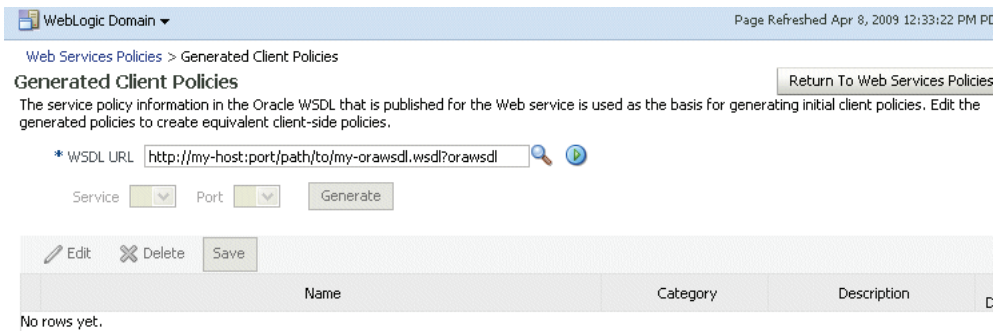 WebLogic Domain
Page Refreshed Apr 8, 2009 12:33:22 PM PD
Web Services Policies > Generated Client Policies
Generated Client Policies
Return To Web Services Policies
The service policy information in the Oracle WSDL that is published for the Web service is used as the basis for generating initial client policies. Edit the
generated policies to create equivalent client-side policies.
* WSDL URL http://my-host:port/path/to/my-orawsdl.wsdl?orawsdl
Service Port Generate
Edit Delete Save
Name Category Description D
No rows yet.